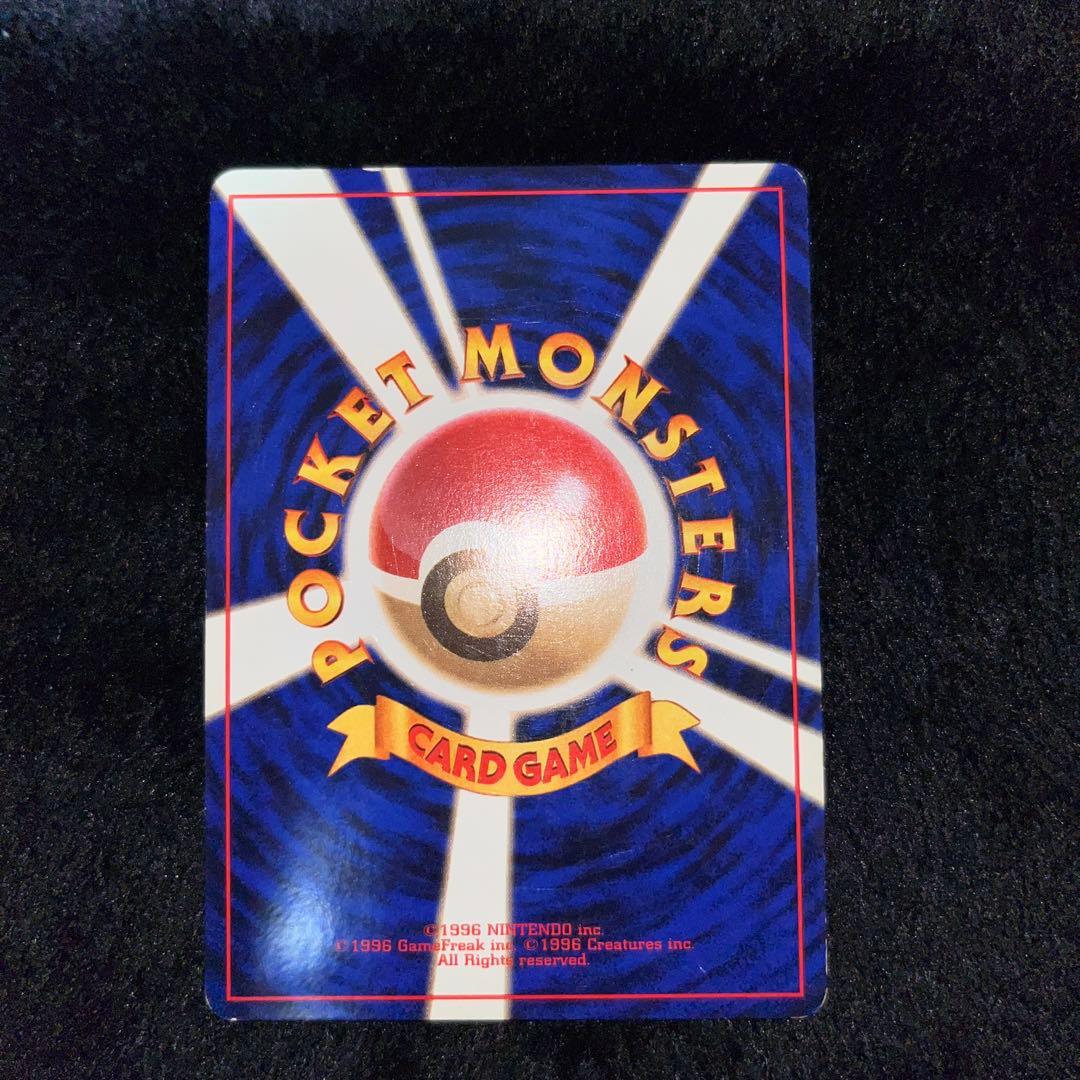 POCKET MONSTERS
CARD GAME
©1996 NINTENDO inc.
©1996 GameFreak inc. ©1996 Creatures inc.
All Rights reserved.